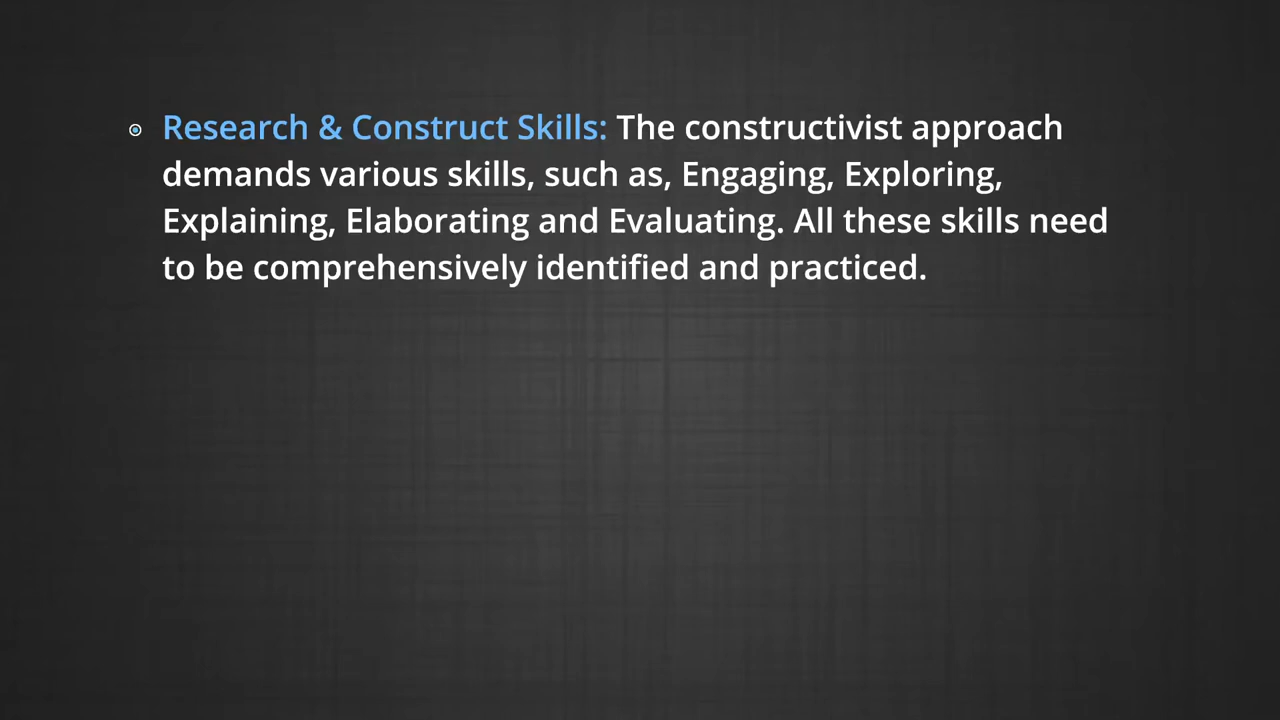 Research & Construct Skills: The constructivist approach
demands various skills, such as, Engaging, Exploring,
Explaining, Elaborating and Evaluating. All these skills need
to be comprehensively identified and practiced.